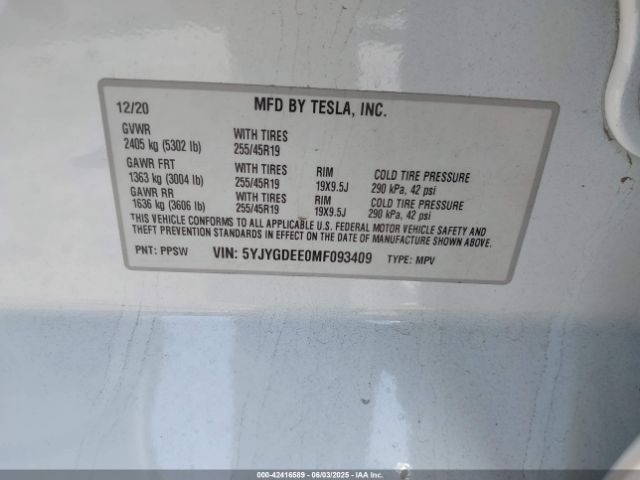 12/20 MFD BY TESLA, INC.
GVWR WITH TIRES
2405 kg (5302 lb) 255/45R19
GAWR FRT WITH TIRES RIM COLD TIRE PRESSURE
1363 kg (3004 lb) 255/45R19 19X9.5J 290 kPa, 42 psi
GAWR RR WITH TIRES RIM COLD TIRE PRESSURE
1636 kg (3606 lb) 255/45R19 19X9.5J 290 kPa, 42 psi
THIS VEHICLE CONFORMS TO ALL APPLICABLE U.S. FEDERAL MOTOR VEHICLE SAFETY AND
THEFT PREVENTION STANDARDS IN EFFECT ON THE DATE OF MANUFACTURE SHOWN ABOVE.
PNT: PPSW VIN: 5YJYGDEE0MF093409 TYPE: MPV
000-42416589 - 06/03/2025 - IAAI.COM